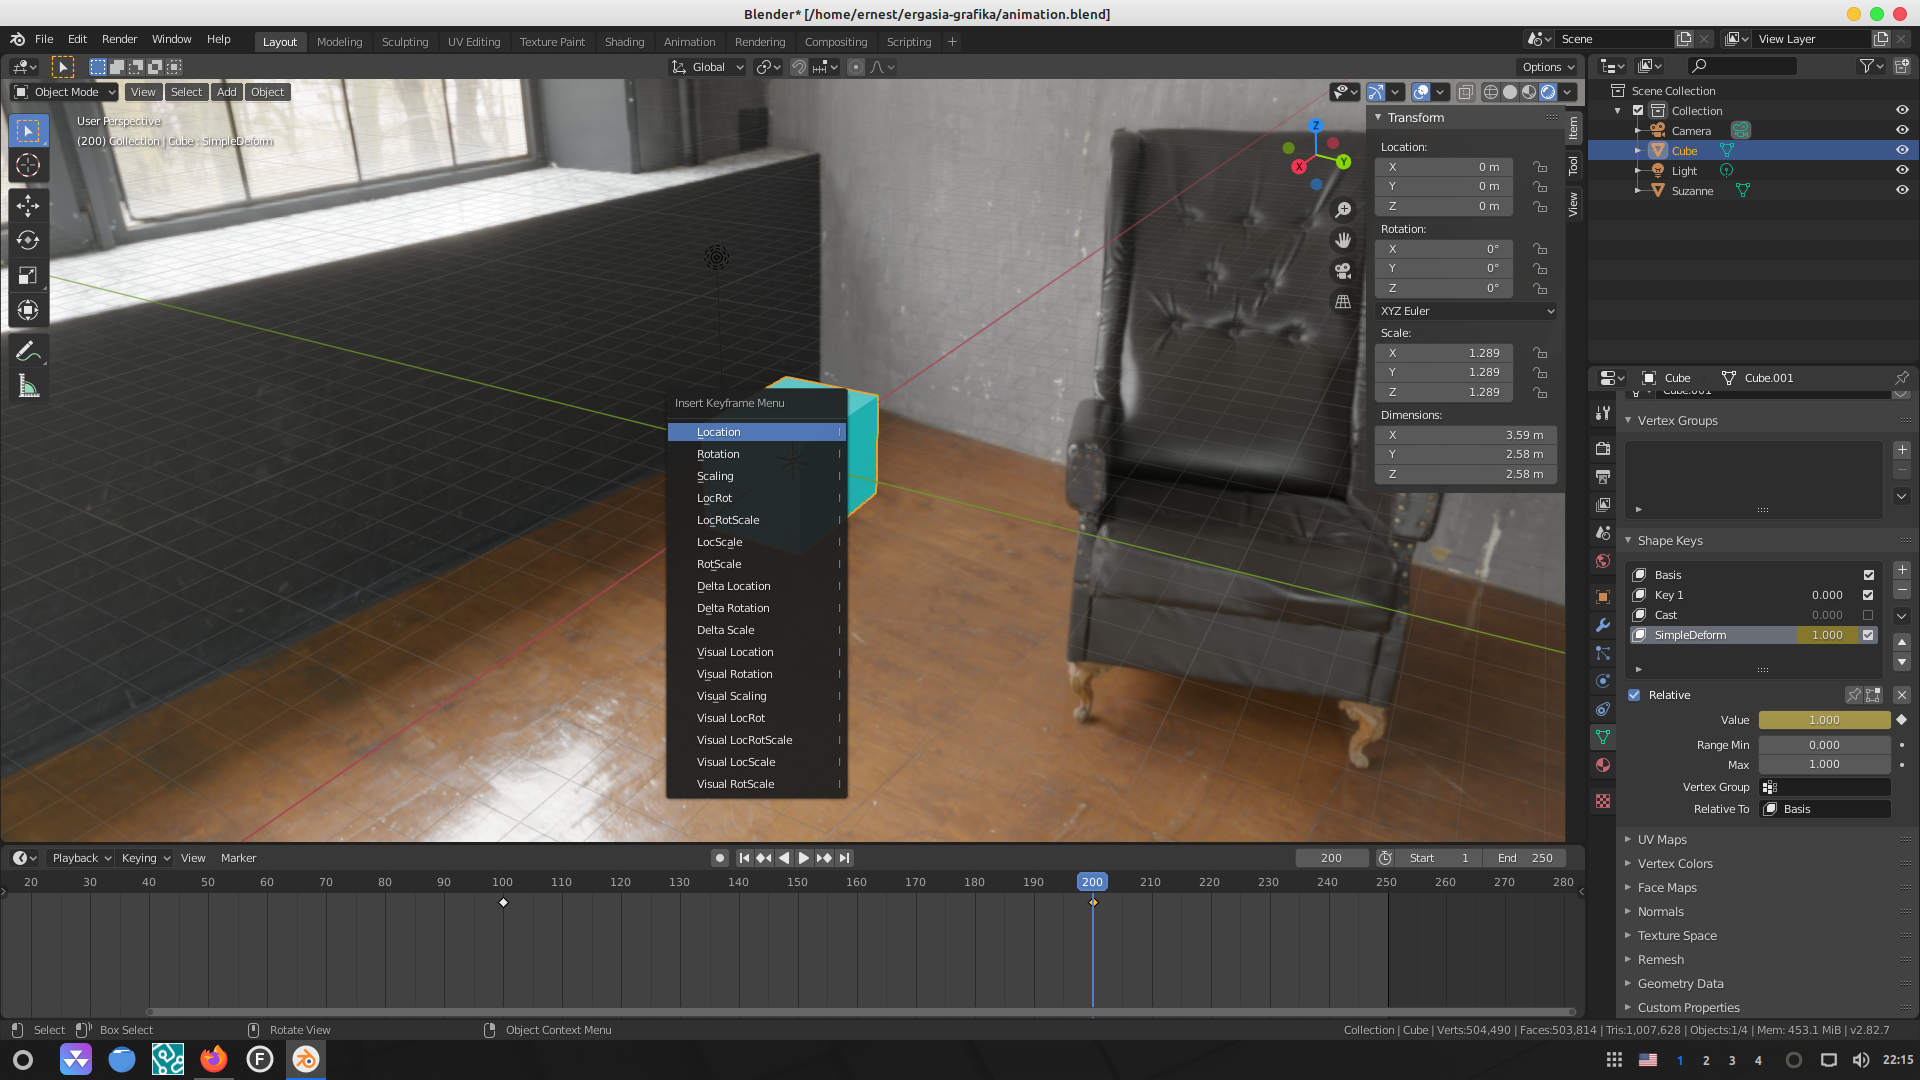 Blender* [/home/ernest/ergasia-grafika/animation.blend]
File Edit Render Window Help
Layout Modeling Sculpting UV Editing Texture Paint Shading Animation Rendering Compositing Scripting +
Scene
View Layer
Global
Options
Object Mode View Select Add Object
User Perspective
(200) Collection | Cube : SimpleDeform
Z
Y
X
Insert Keyframe Menu
Location I
Rotation I
Scaling I
LocRot I
LocRotScale I
LocScale I
RotScale I
Delta Location I
Delta Rotation I
Delta Scale I
Visual Location I
Visual Rotation I
Visual Scaling I
Visual LocRot I
Visual LocRotScale I
Visual LocScale I
Visual RotScale I
Transform
Location:
X 0 m
Y 0 m
Z 0 m
Rotation:
X 0°
Y 0°
Z 0°
XYZ Euler
Scale:
X 1.289
Y 1.289
Z 1.289
Dimensions:
X 3.59 m
Y 2.58 m
Z 2.58 m
Item
Tool
View
Scene Collection
Collection
Camera
Cube
Light
Suzanne
Cube Cube.001
Cube.001
Vertex Groups
Shape Keys
Basis
Key 1 0.000
Cast 0.000
SimpleDeform 1.000
Relative
Value 1.000
Range Min 0.000
Max 1.000
Vertex Group
Relative To Basis
UV Maps
Vertex Colors
Face Maps
Normals
Texture Space
Remesh
Geometry Data
Custom Properties
Playback Keying View Marker
200 Start 1 End 250
20 30 40 50 60 70 80 90 100 110 120 130 140 150 160 170 180 190 200 210 220 230 240 250 260 270 280
Select Box Select Rotate View Object Context Menu
Collection | Cube | Verts:504,490 | Faces:503,814 | Tris:1,007,628 | Objects:1/4 | Mem: 453.1 MiB | v2.82.7
F
1 2 3 4 22:15